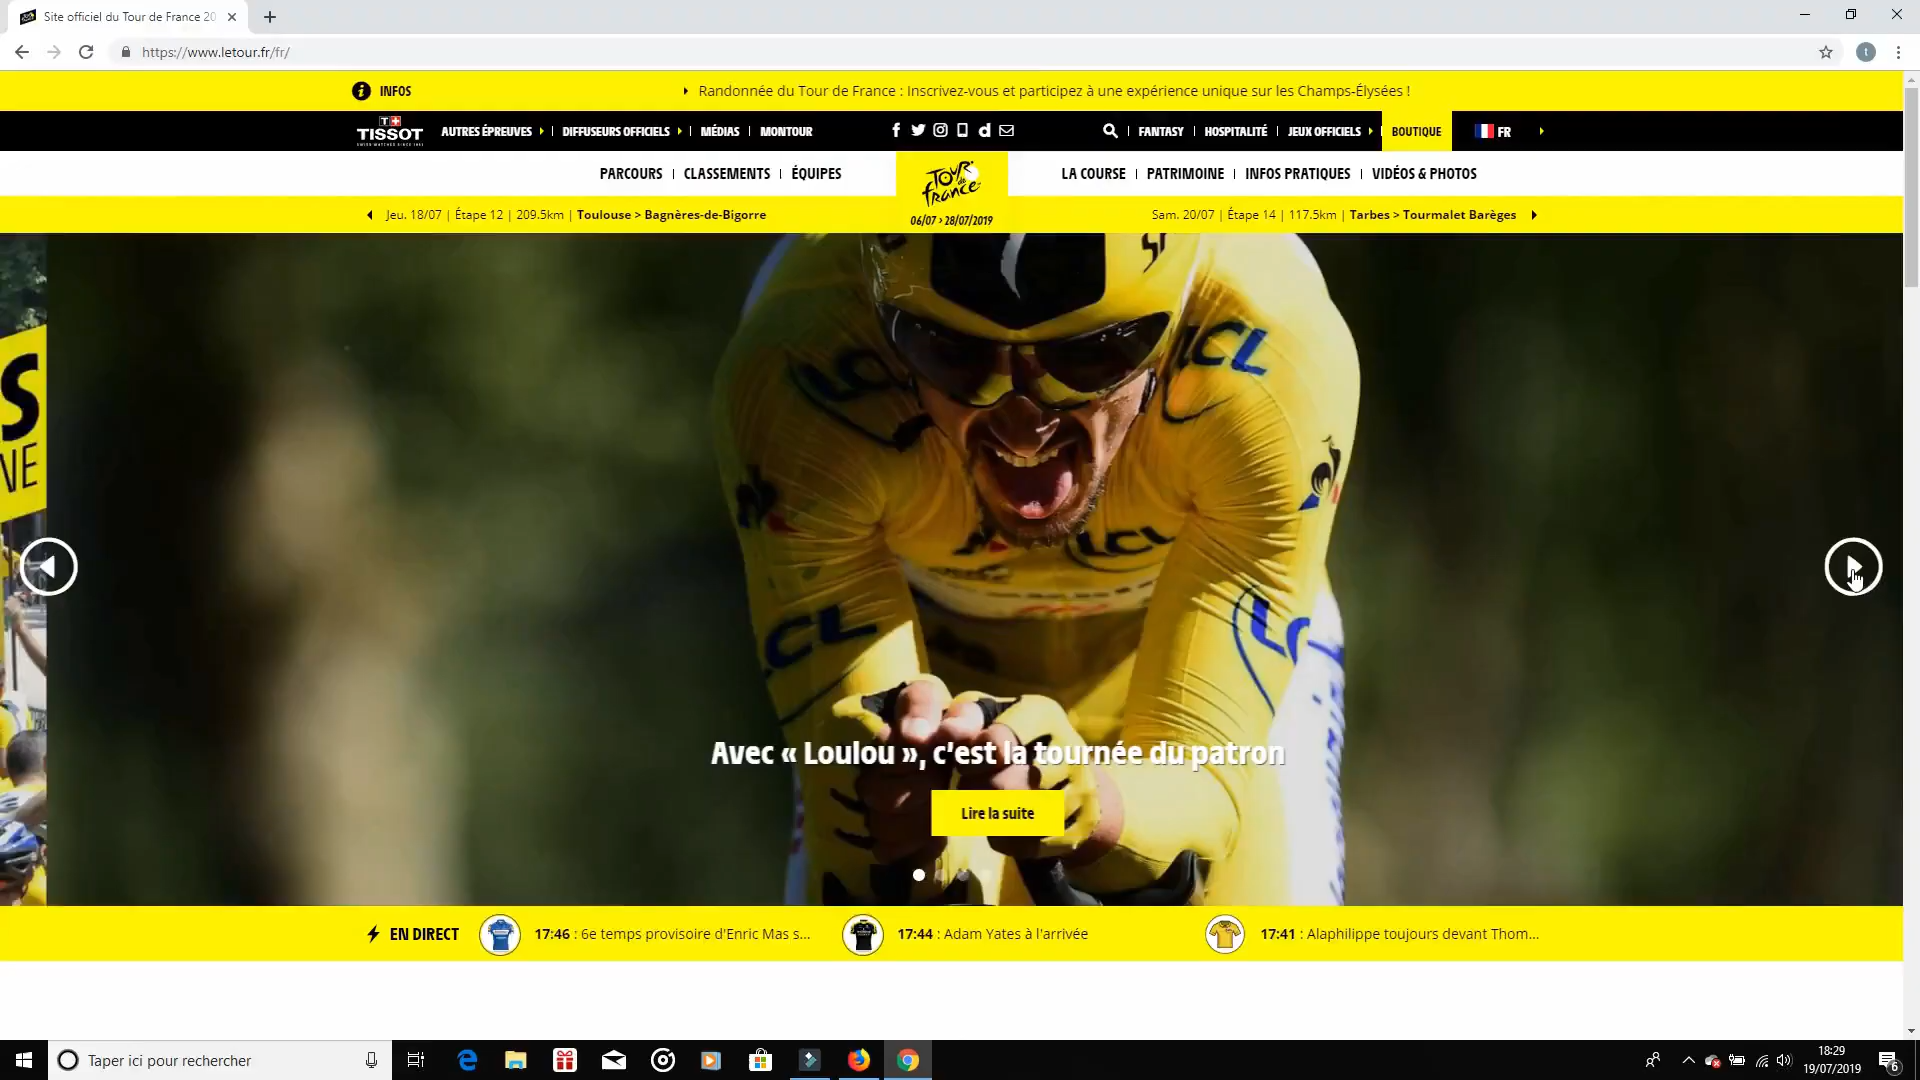 Site officiel du Tour de France 20
https://www.letour.fr/fr/
INFOS
Randonnée du Tour de France : Inscrivez-vous et participez à une expérience unique sur les Champs-Élysées !
TISSOT
AUTRES ÉPREUVES
DIFFUSEURS OFFICIELS
MÉDIAS
MONTOUR
FANTASY
HOSPITALITÉ
JEUX OFFICIELS
BOUTIQUE
FR
PARCOURS
CLASSEMENTS
ÉQUIPES
TOUR de france
06/07 > 28/07/2019
LA COURSE
PATRIMOINE
INFOS PRATIQUES
VIDÉOS & PHOTOS
Jeu. 18/07 | Étape 12 | 209.5km | Toulouse > Bagnères-de-Bigorre
Sam. 20/07 | Étape 14 | 117.5km | Tarbes > Tourmalet Barèges
LCL
LCL
LCL
Avec « Loulou », c'est la tournée du patron
Lire la suite
EN DIRECT
17:46 : 6e temps provisoire d'Enric Mas s...
17:44 : Adam Yates à l'arrivée
17:41 : Alaphilippe toujours devant Thom...
Taper ici pour rechercher
18:29
19/07/2019
6